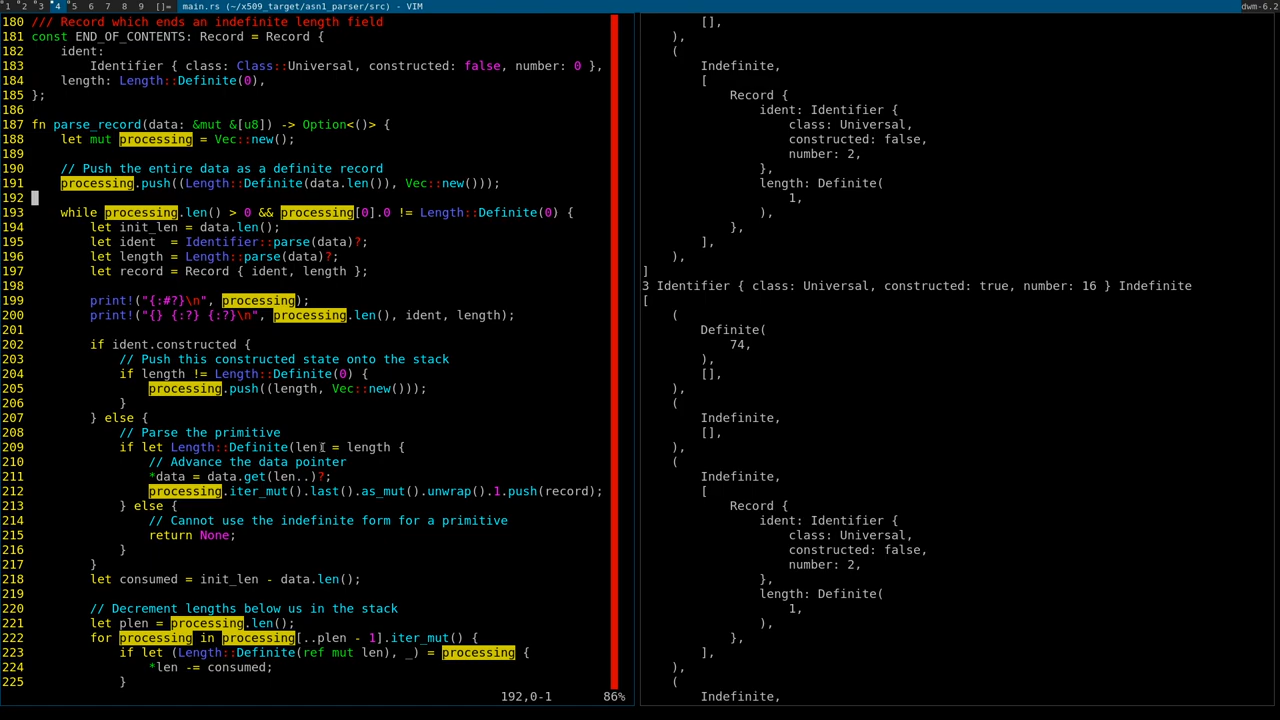 1 2 3 4 5 6 7 8 9 []= main.rs (~/x509_target/asn1_parser/src) - VIM dwm-6.2
180 /// Record which ends an indefinite length field
181 const END_OF_CONTENTS: Record = Record {
182     ident:
183         Identifier { class: Class::Universal, constructed: false, number: 0 },
184     length: Length::Definite(0),
185 };
186
187 fn parse_record(data: &mut &[u8]) -> Option<()> {
188     let mut processing = Vec::new();
189
190     // Push the entire data as a definite record
191     processing.push((Length::Definite(data.len()), Vec::new()));
192
193     while processing.len() > 0 && processing[0].0 != Length::Definite(0) {
194         let init_len = data.len();
195         let ident  = Identifier::parse(data)?;
196         let length = Length::parse(data)?;
197         let record = Record { ident, length };
198
199         print!("{:#?}\n", processing);
200         print!("{} {:?} {:?}\n", processing.len(), ident, length);
201
202         if ident.constructed {
203             // Push this constructed state onto the stack
204             if length != Length::Definite(0) {
205                 processing.push((length, Vec::new()));
206             }
207         } else {
208             // Parse the primitive
209             if let Length::Definite(len) = length {
210                 // Advance the data pointer
211                 *data = data.get(len..)?;
212                 processing.iter_mut().last().as_mut().unwrap().1.push(record);
213             } else {
214                 // Cannot use the indefinite form for a primitive
215                 return None;
216             }
217         }
218         let consumed = init_len - data.len();
219
220         // Decrement lengths below us in the stack
221         let plen = processing.len();
222         for processing in processing[..plen - 1].iter_mut() {
223             if let (Length::Definite(ref mut len), _) = processing {
224                 *len -= consumed;
225             }
192,0-1 86%
        [],
    ),
    (
        Indefinite,
        [
            Record {
                ident: Identifier {
                    class: Universal,
                    constructed: false,
                    number: 2,
                },
                length: Definite(
                    1,
                ),
            },
        ],
    ),
]
3 Identifier { class: Universal, constructed: true, number: 16 } Indefinite
[
    (
        Definite(
            74,
        ),
        [],
    ),
    (
        Indefinite,
        [],
    ),
    (
        Indefinite,
        [
            Record {
                ident: Identifier {
                    class: Universal,
                    constructed: false,
                    number: 2,
                },
                length: Definite(
                    1,
                ),
            },
        ],
    ),
    (
        Indefinite,